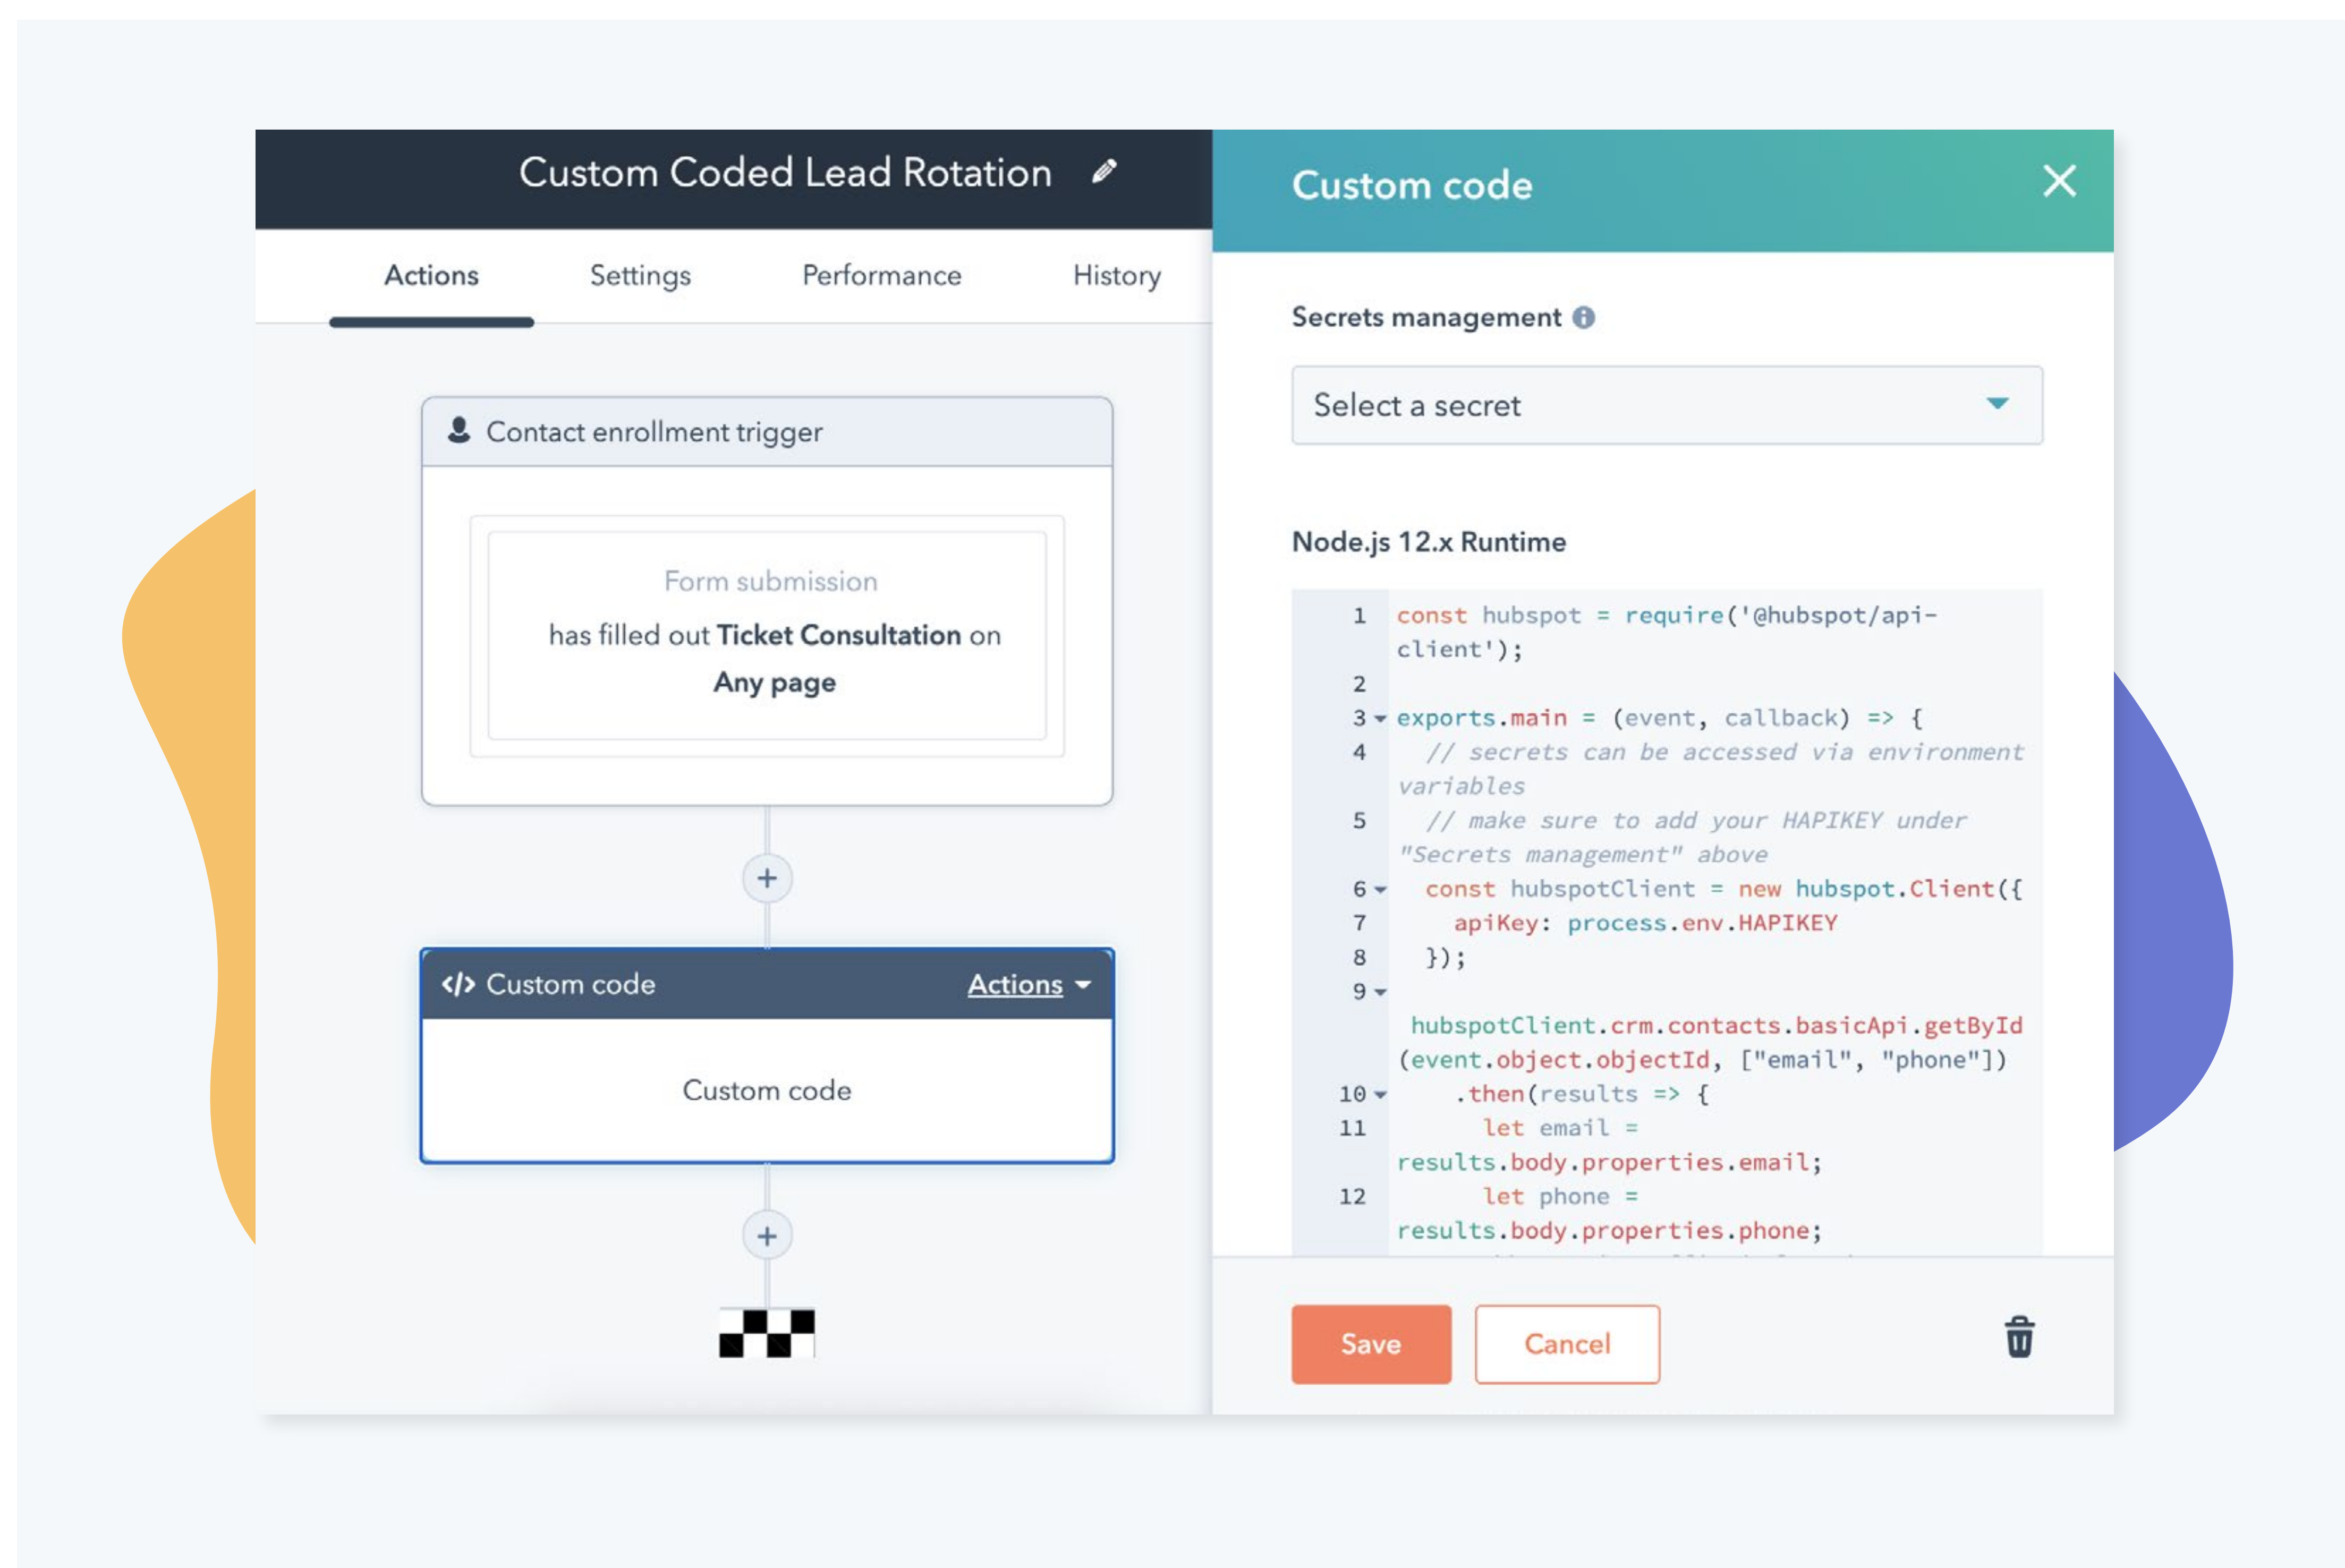 Custom Coded Lead Rotation
Actions
Settings
Performance
History
Contact enrollment trigger
Form submission
has filled out Ticket Consultation on
Any page
+
</> Custom code
Actions
Custom code
+
Custom code
Secrets management
Select a secret
Node.js 12.x Runtime
1 const hubspot = require('@hubspot/api-
client');
2
3 exports.main = (event, callback) => {
4 // secrets can be accessed via environment
variables
5 // make sure to add your HAPIKEY under
"Secrets management" above
6 const hubspotClient = new hubspot.Client({
7 apiKey: process.env.HAPIKEY
8 });
9
hubspotClient.crm.contacts.basicApi.getById
(event.object.objectId, ["email", "phone"])
10 .then(results => {
11 let email =
results.body.properties.email;
12 let phone =
results.body.properties.phone;
Save
Cancel